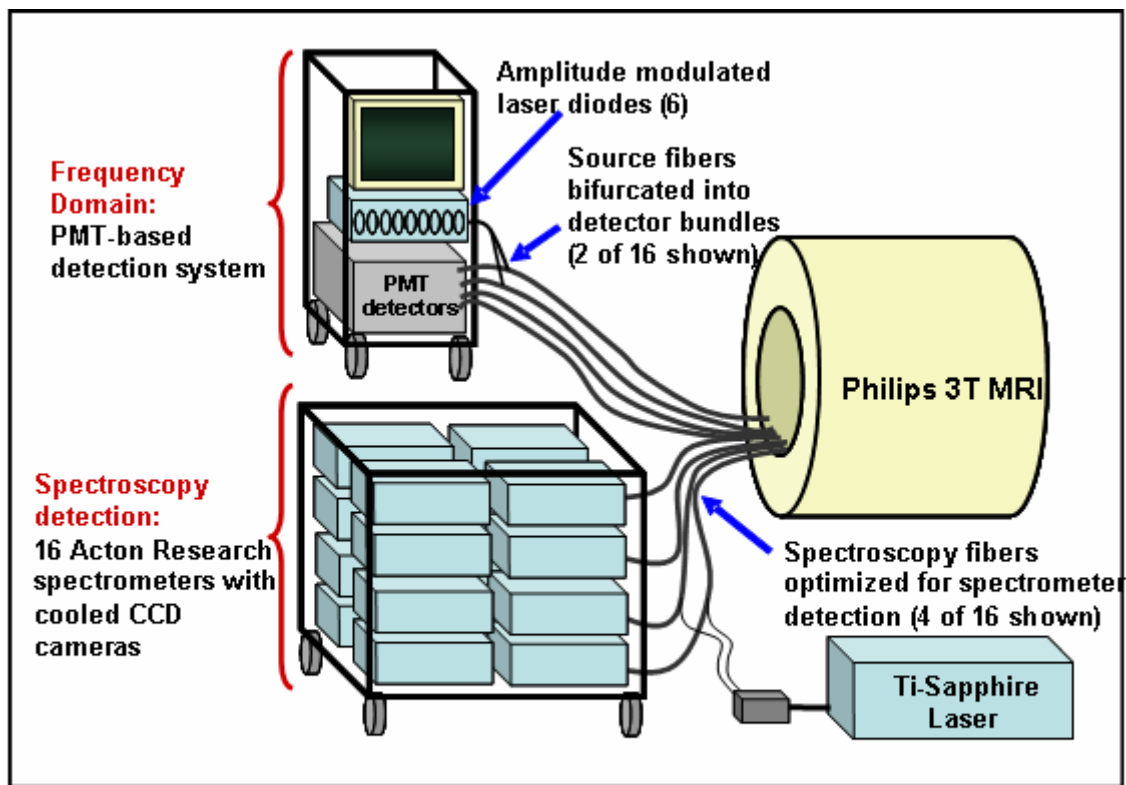 Amplitude modulated
laser diodes (6)
Source fibers
bifurcated into
detector bundles
(2 of 16 shown)
Frequency
Domain:
PMT-based
detection system
PMT
detectors
Philips 3T MRI
Spectroscopy
detection:
16 Acton Research
spectrometers with
cooled CCD
cameras
Spectroscopy fibers
optimized for spectrometer
detection (4 of 16 shown)
Ti-Sapphire
Laser